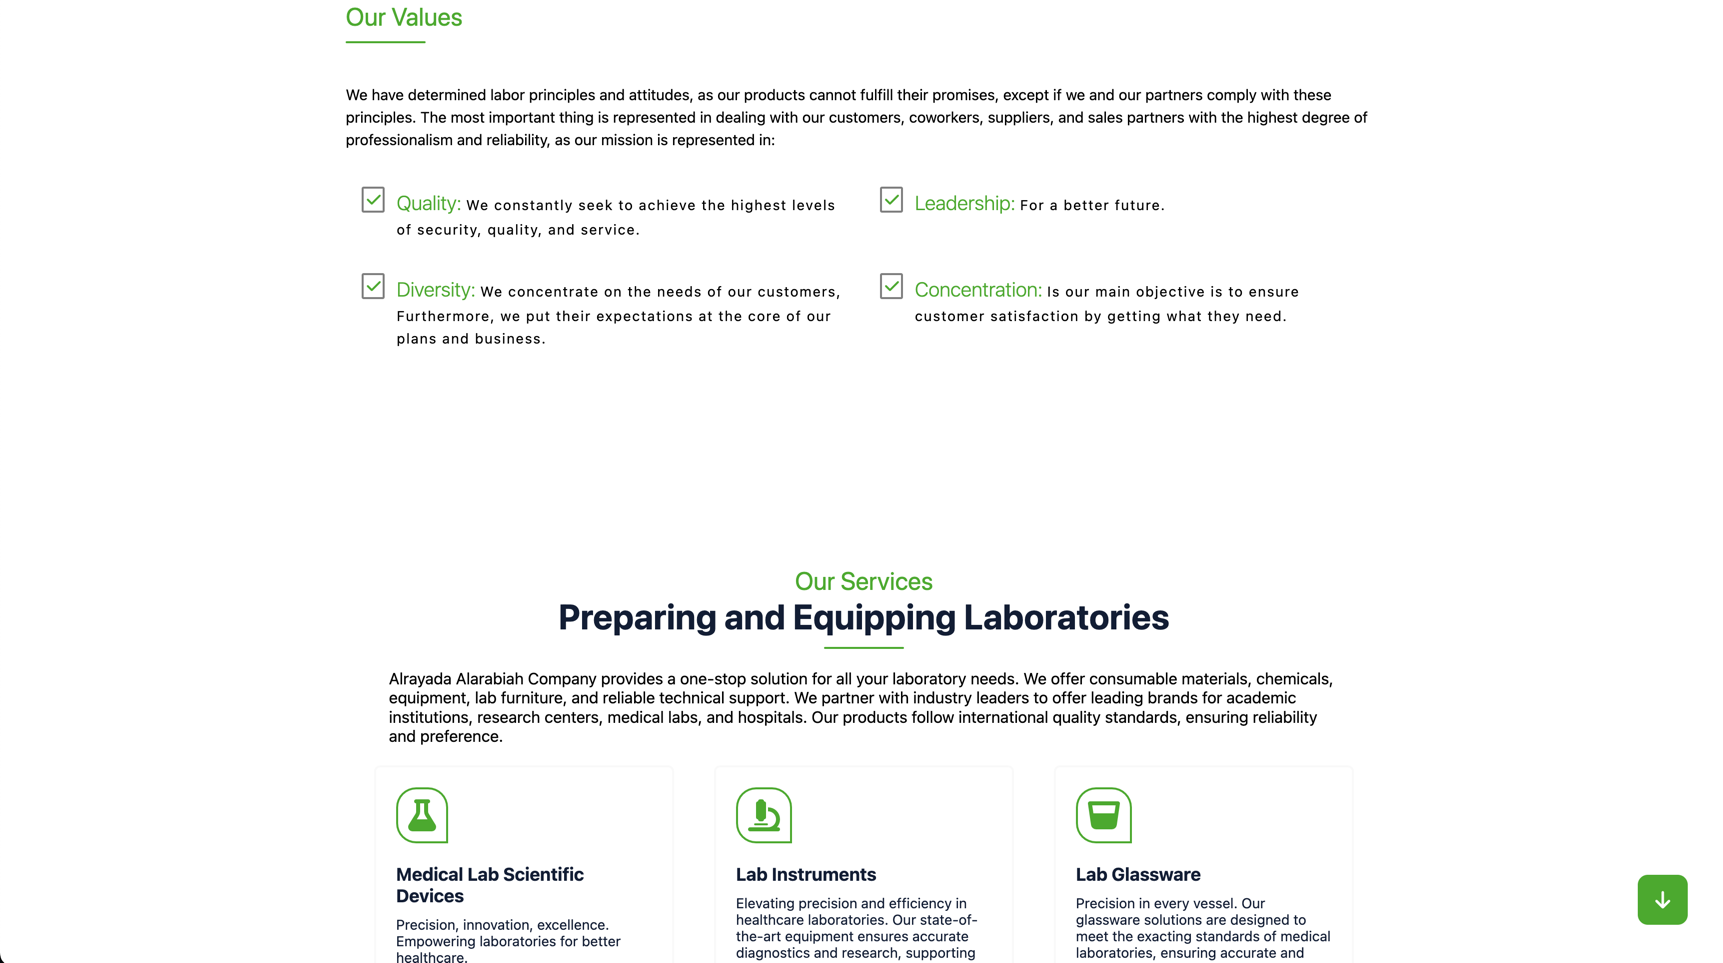 Our Values
We have determined labor principles and attitudes, as our products cannot fulfill their promises, except if we and our partners comply with these
principles. The most important thing is represented in dealing with our customers, coworkers, suppliers, and sales partners with the highest degree of
professionalism and reliability, as our mission is represented in:
Quality: We constantly seek to achieve the highest levels
of security, quality, and service.
Leadership: For a better future.
Diversity: We concentrate on the needs of our customers,
Furthermore, we put their expectations at the core of our
plans and business.
Concentration: Is our main objective is to ensure
customer satisfaction by getting what they need.
Our Services
Preparing and Equipping Laboratories
Alrayada Alarabiah Company provides a one-stop solution for all your laboratory needs. We offer consumable materials, chemicals,
equipment, lab furniture, and reliable technical support. We partner with industry leaders to offer leading brands for academic
institutions, research centers, medical labs, and hospitals. Our products follow international quality standards, ensuring reliability
and preference.
Medical Lab Scientific
Devices
Precision, innovation, excellence.
Empowering laboratories for better
healthcare.
Lab Instruments
Elevating precision and efficiency in
healthcare laboratories. Our state-of-
the-art equipment ensures accurate
diagnostics and research, supporting
Lab Glassware
Precision in every vessel. Our
glassware solutions are designed to
meet the exacting standards of medical
laboratories, ensuring accurate and